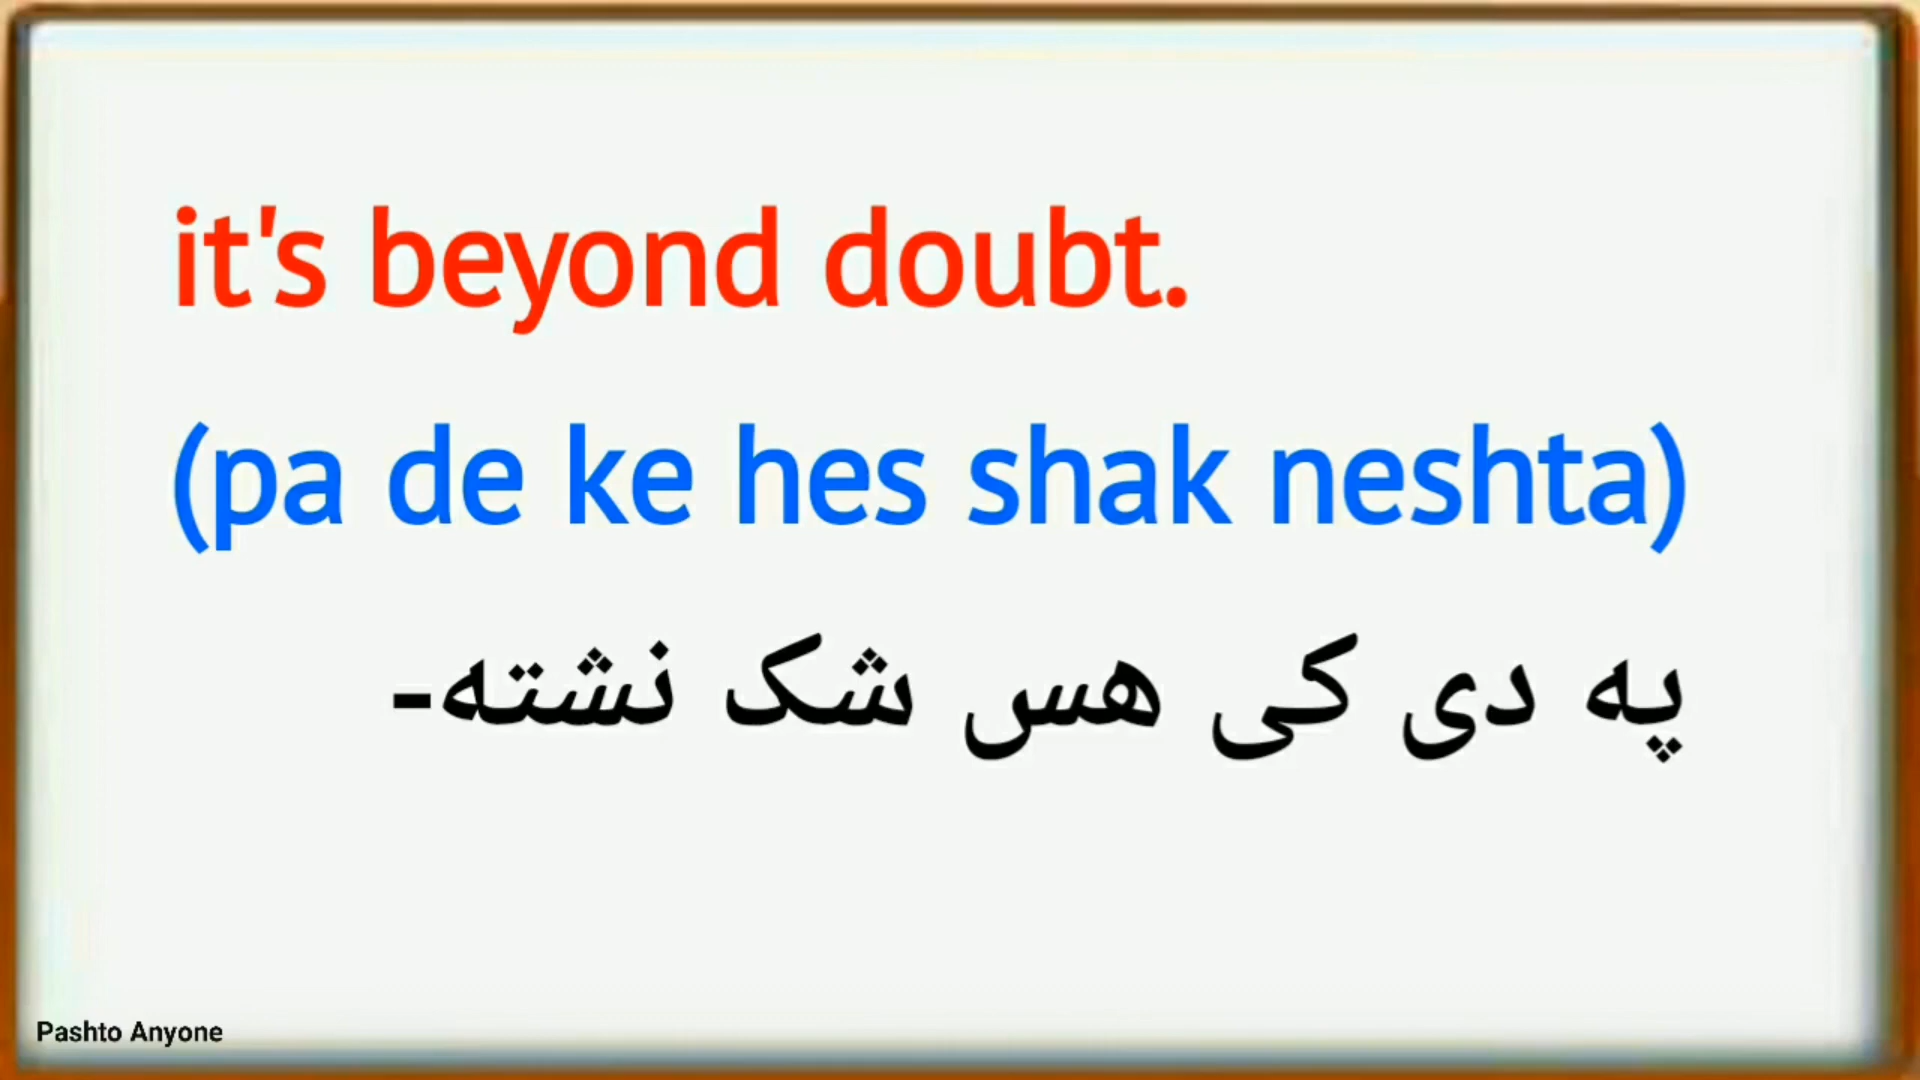 it's beyond doubt.
(pa de ke hes shak neshta)
په دی کی هس شک نشته-
Pashto Anyone